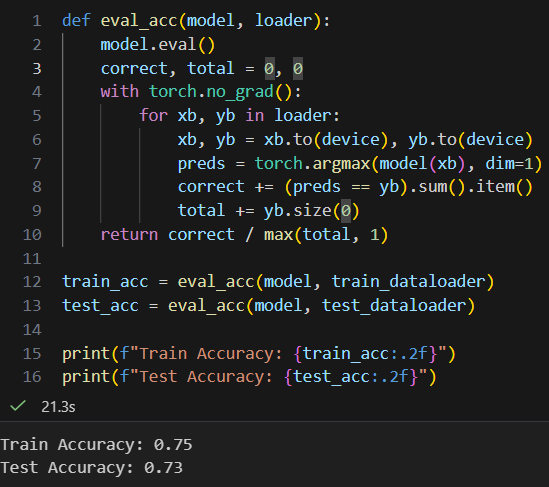 1 def eval_acc(model, loader):
2     model.eval()
3     correct, total = 0, 0
4     with torch.no_grad():
5         for xb, yb in loader:
6             xb, yb = xb.to(device), yb.to(device)
7             preds = torch.argmax(model(xb), dim=1)
8             correct += (preds == yb).sum().item()
9             total += yb.size(0)
10     return correct / max(total, 1)
11
12 train_acc = eval_acc(model, train_dataloader)
13 test_acc = eval_acc(model, test_dataloader)
14
15 print(f"Train Accuracy: {train_acc:.2f}")
16 print(f"Test Accuracy: {test_acc:.2f}")
✓ 21.3s
Train Accuracy: 0.75
Test Accuracy: 0.73